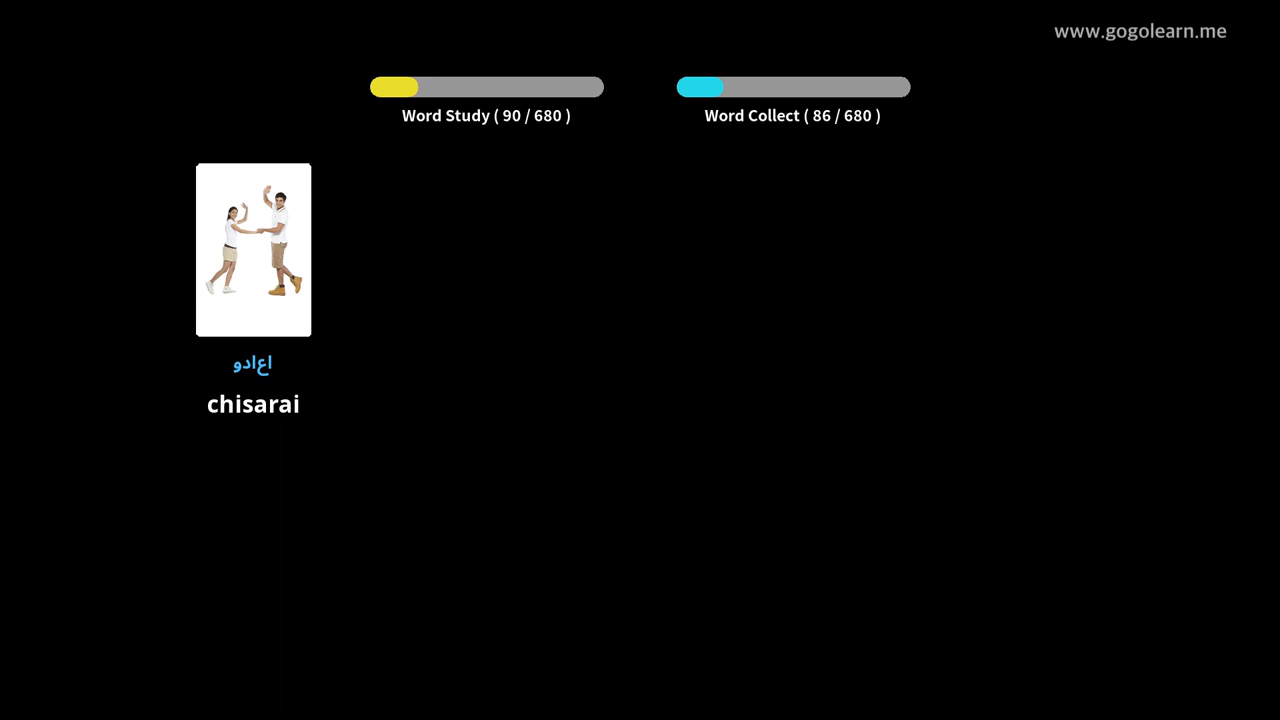 www.gogolearn.me
Word Study ( 90 / 680 )
Word Collect ( 86 / 680 )
اعادو
chisarai